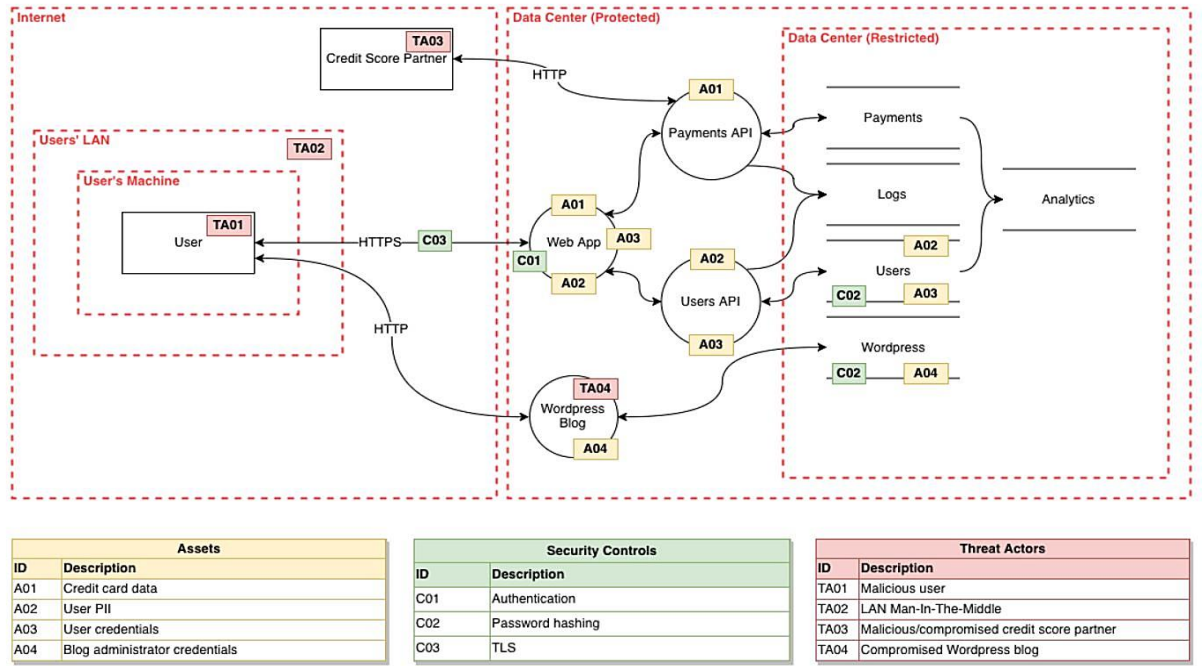 Internet
Data Center (Protected)
Data Center (Restricted)
TA03
Credit Score Partner
HTTP
A01
Payments API
Payments
Users' LAN
TA02
User's Machine
Logs
Analytics
TA01
User
HTTPS
C03
A01
Web App
A03
C01
A02
A02
Users API
A03
A02
Users
C02
A03
HTTP
Wordpress
C02
A04
TA04
Wordpress
Blog
A04
Assets
ID Description
A01 Credit card data
A02 User PII
A03 User credentials
A04 Blog administrator credentials
Security Controls
ID Description
C01 Authentication
C02 Password hashing
C03 TLS
Threat Actors
ID Description
TA01 Malicious user
TA02 LAN Man-In-The-Middle
TA03 Malicious/compromised credit score partner
TA04 Compromised Wordpress blog